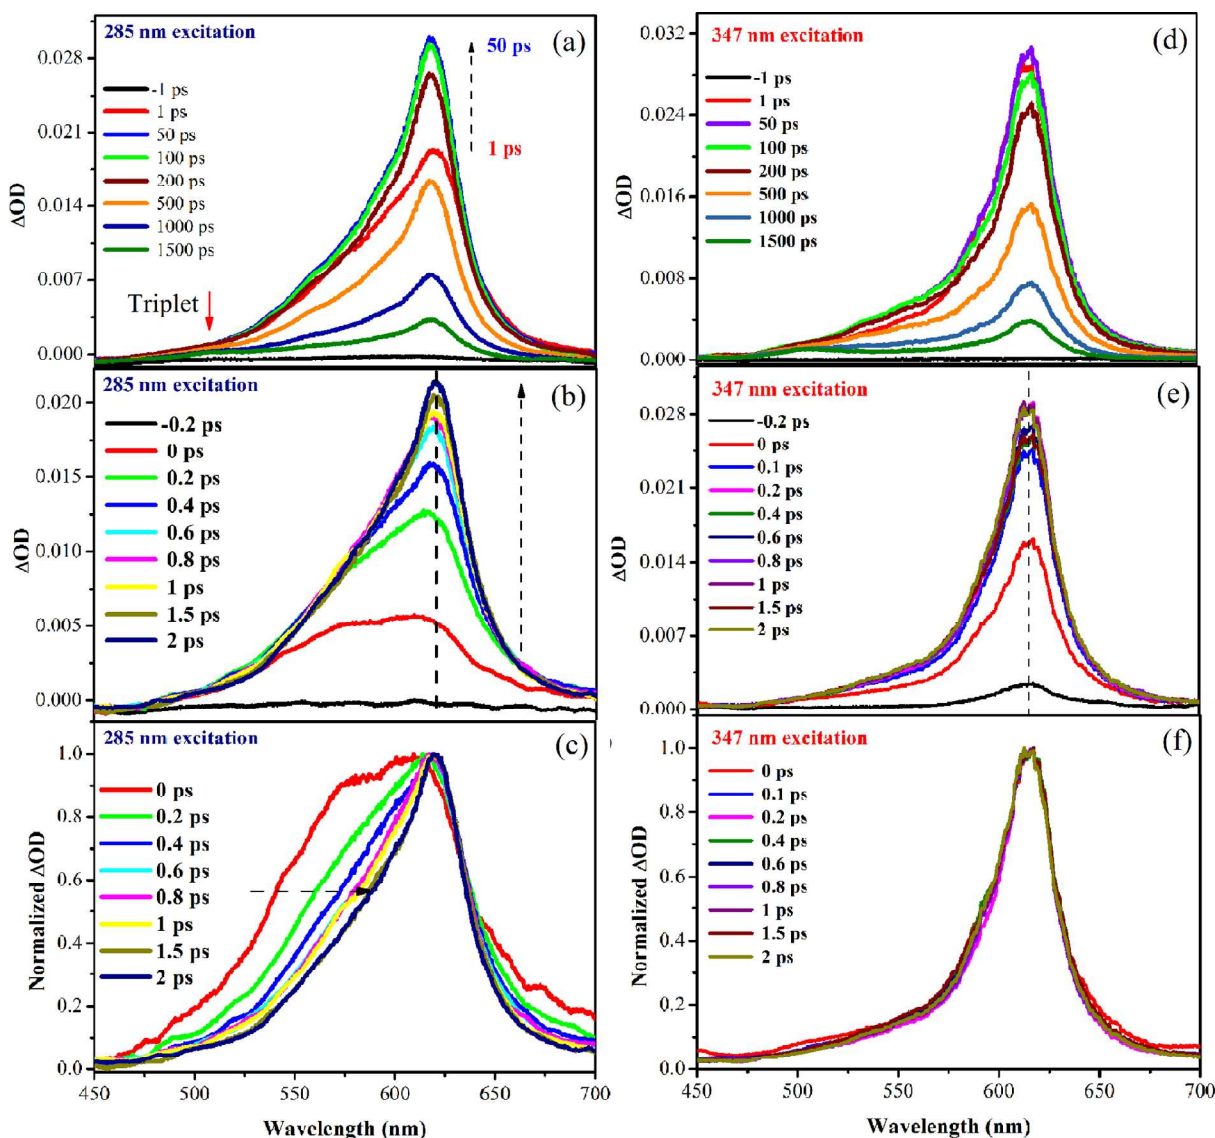 285 nm excitation
(a)
50 ps
1 ps
-1 ps
1 ps
50 ps
100 ps
200 ps
500 ps
1000 ps
1500 ps
Triplet
ΔOD
0.028
0.021
0.014
0.007
0.000
347 nm excitation
(d)
-1 ps
1 ps
50 ps
100 ps
200 ps
500 ps
1000 ps
1500 ps
ΔOD
0.032
0.024
0.016
0.008
0.000
285 nm excitation
(b)
-0.2 ps
0 ps
0.2 ps
0.4 ps
0.6 ps
0.8 ps
1 ps
1.5 ps
2 ps
ΔOD
0.020
0.015
0.010
0.005
0.000
347 nm excitation
(e)
-0.2 ps
0 ps
0.1 ps
0.2 ps
0.4 ps
0.6 ps
0.8 ps
1 ps
1.5 ps
2 ps
ΔOD
0.028
0.021
0.014
0.007
0.000
285 nm excitation
(c)
0 ps
0.2 ps
0.4 ps
0.6 ps
0.8 ps
1 ps
1.5 ps
2 ps
Normalized ΔOD
1.0
0.8
0.6
0.4
0.2
0.0
450 500 550 600 650 700
Wavelength (nm)
347 nm excitation
(f)
0 ps
0.1 ps
0.2 ps
0.4 ps
0.6 ps
0.8 ps
1 ps
1.5 ps
2 ps
Normalized ΔOD
1.0
0.8
0.6
0.4
0.2
0.0
450 500 550 600 650 700
Wavelength (nm)